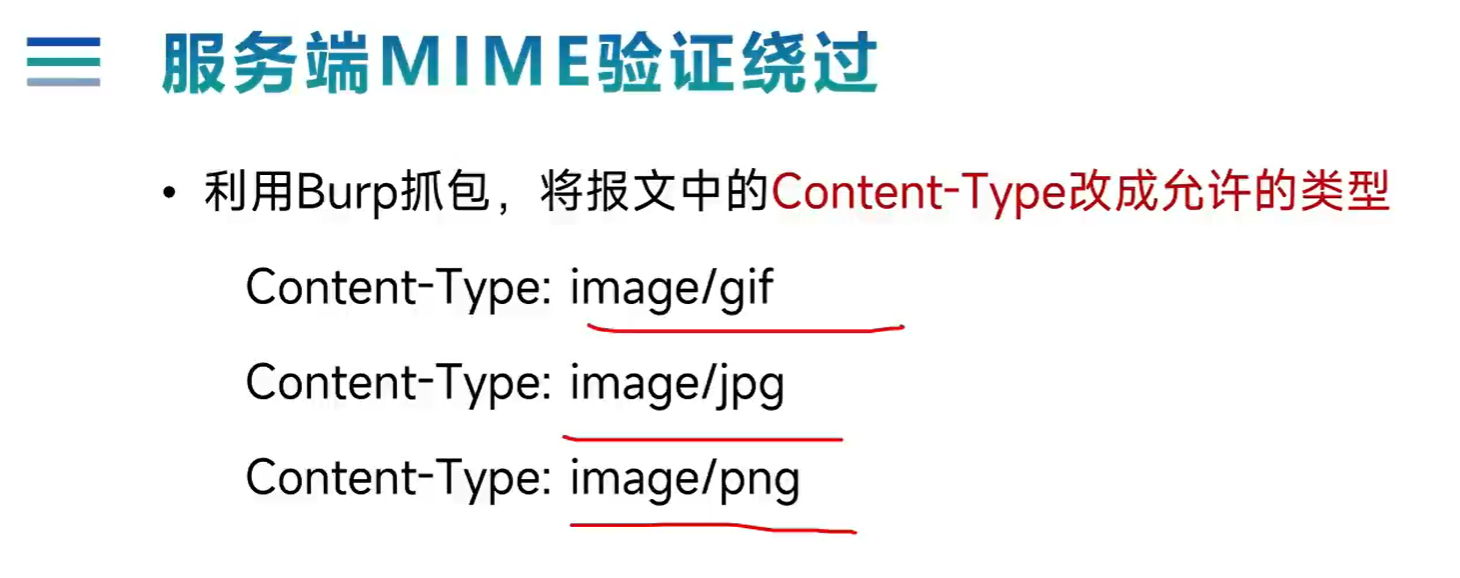 服务端MIME验证绕过
• 利用Burp抓包，将报文中的Content-Type改成允许的类型
Content-Type: image/gif
Content-Type: image/jpg
Content-Type: image/png